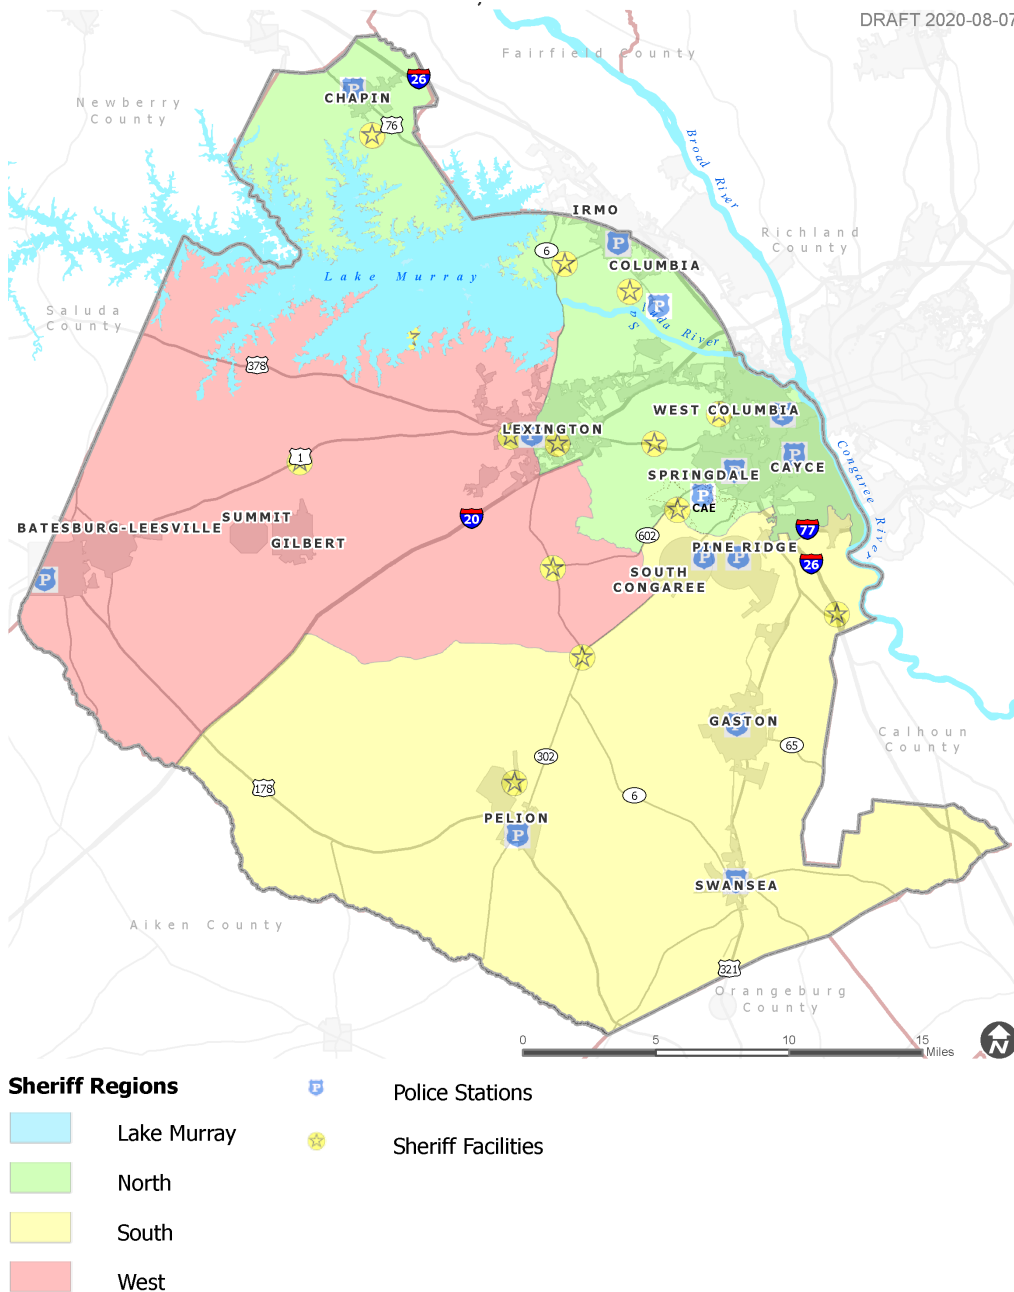 DRAFT 2020-08-07
Fairfield County
26
CHAPIN
Newberry
County
76
Broad River
IRMO
Richland
County
6
COLUMBIA
Lake Murray
Saluda
County
Saluda River
378
WEST COLUMBIA
LEXINGTON
Congaree River
1
SPRINGDALE
CAYCE
CAE
20
BATESBURG-LEESVILLE
SUMMIT
77
GILBERT
602
PINE RIDGE
26
SOUTH
CONGAREE
GASTON
Calhoun
County
65
302
178
6
PELION
SWANSEA
Aiken County
321
Orangeburg
County
0 5 10 15
Miles
N
Sheriff Regions
P Police Stations
Lake Murray
Sheriff Facilities
North
South
West